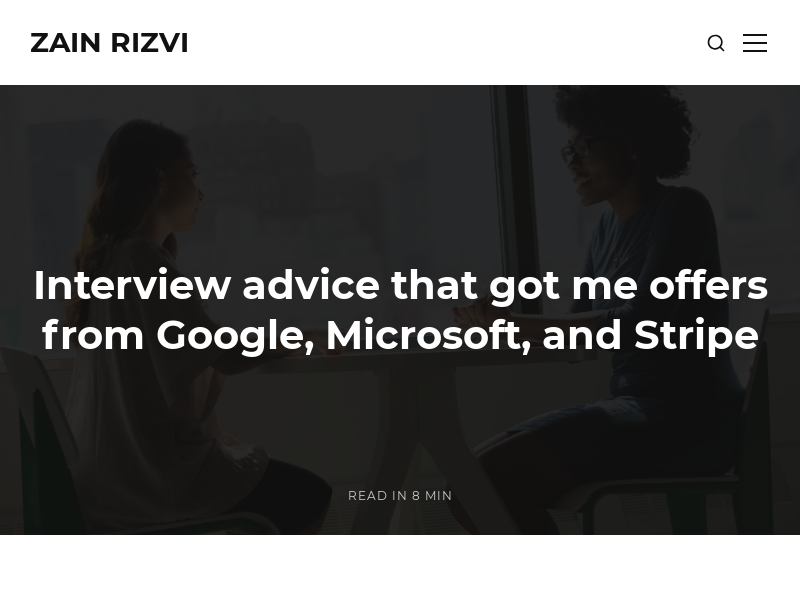 ZAIN RIZVI
Interview advice that got me offers
from Google, Microsoft, and Stripe
READ IN 8 MIN